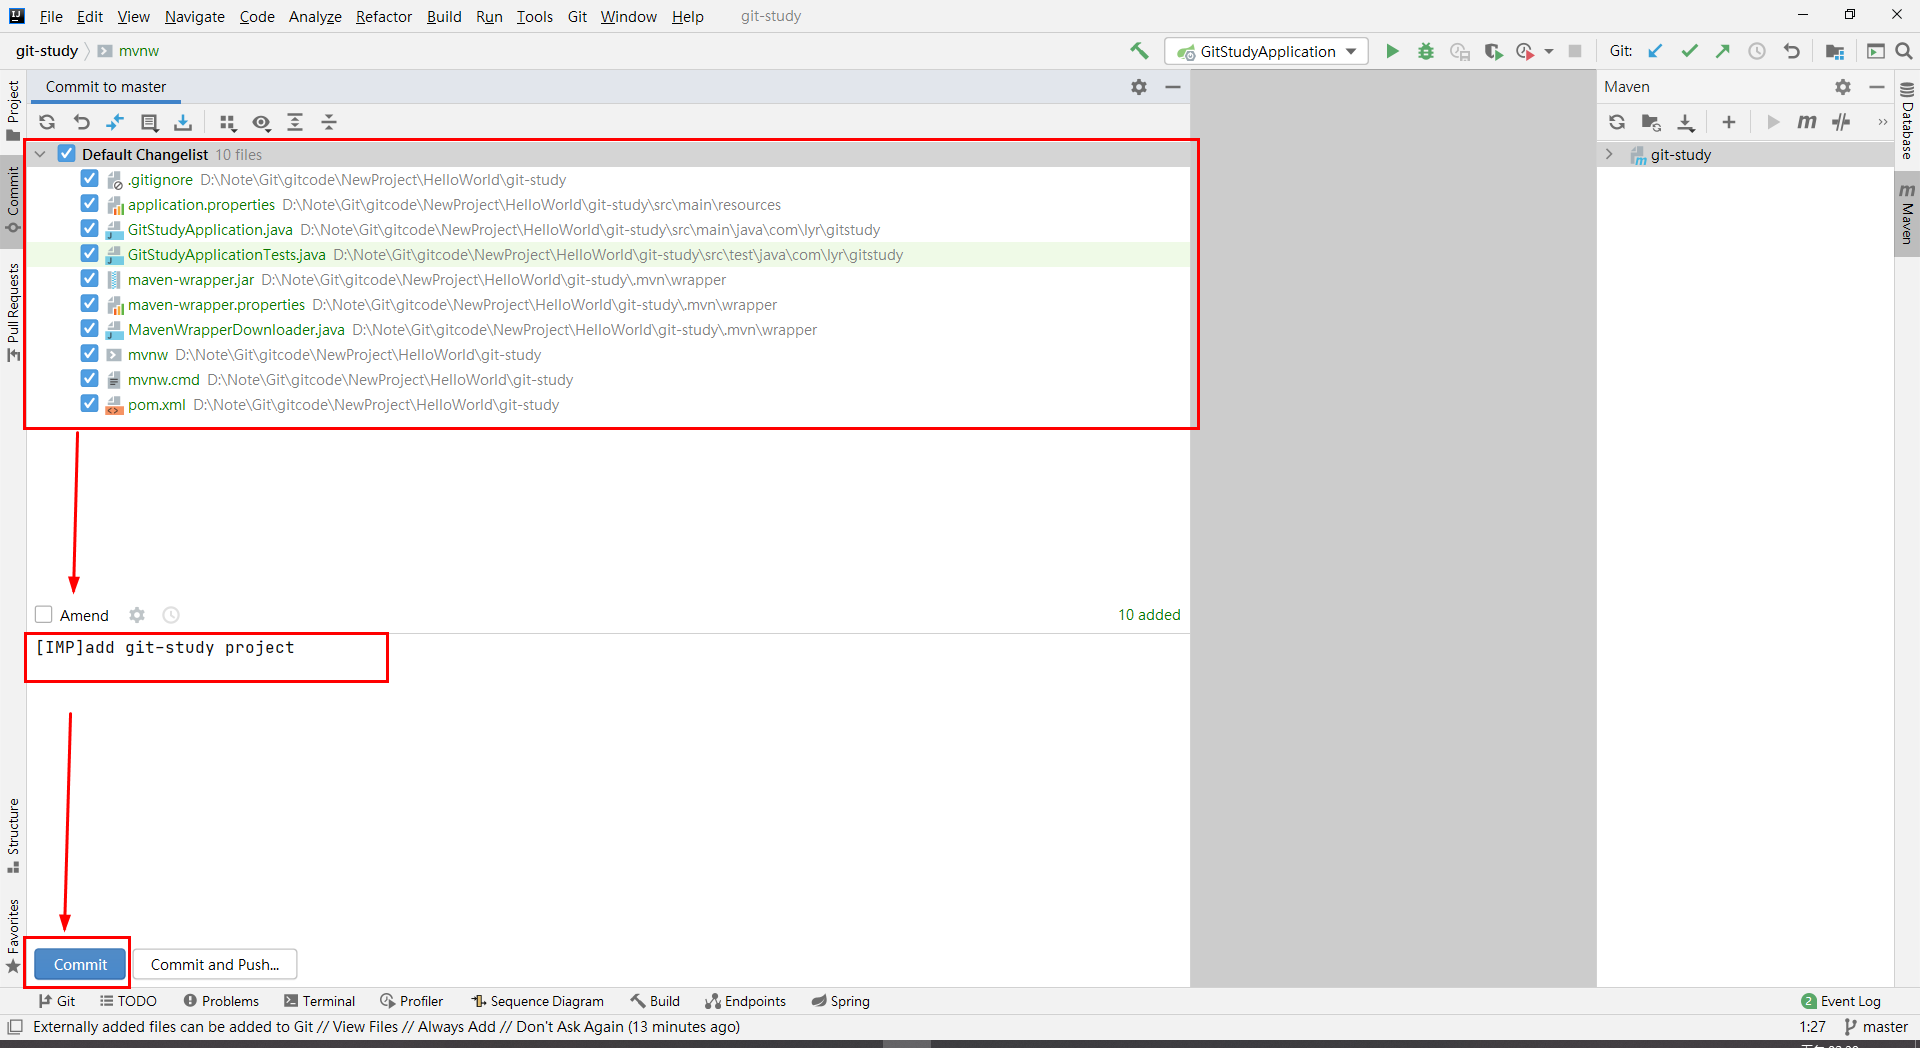 File Edit View Navigate Code Analyze Refactor Build Run Tools Git Window Help git-study
git-study mvnw GitStudyApplication Git:
Commit to master
Default Changelist 10 files
.gitignore D:\Note\Git\gitcode\NewProject\HelloWorld\git-study
application.properties D:\Note\Git\gitcode\NewProject\HelloWorld\git-study\src\main\resources
GitStudyApplication.java D:\Note\Git\gitcode\NewProject\HelloWorld\git-study\src\main\java\com\lyr\gitstudy
GitStudyApplicationTests.java D:\Note\Git\gitcode\NewProject\HelloWorld\git-study\src\test\java\com\lyr\gitstudy
maven-wrapper.jar D:\Note\Git\gitcode\NewProject\HelloWorld\git-study\.mvn\wrapper
maven-wrapper.properties D:\Note\Git\gitcode\NewProject\HelloWorld\git-study\.mvn\wrapper
MavenWrapperDownloader.java D:\Note\Git\gitcode\NewProject\HelloWorld\git-study\.mvn\wrapper
mvnw D:\Note\Git\gitcode\NewProject\HelloWorld\git-study
mvnw.cmd D:\Note\Git\gitcode\NewProject\HelloWorld\git-study
pom.xml D:\Note\Git\gitcode\NewProject\HelloWorld\git-study
Amend
10 added
[IMP]add git-study project
Commit
Commit and Push...
Project
Commit
Pull Requests
Structure
Favorites
Maven
git-study
Database
Maven
Git TODO Problems Terminal Profiler Sequence Diagram Build Endpoints Spring 2 Event Log
Externally added files can be added to Git // View Files // Always Add // Don't Ask Again (13 minutes ago) 1:27 master